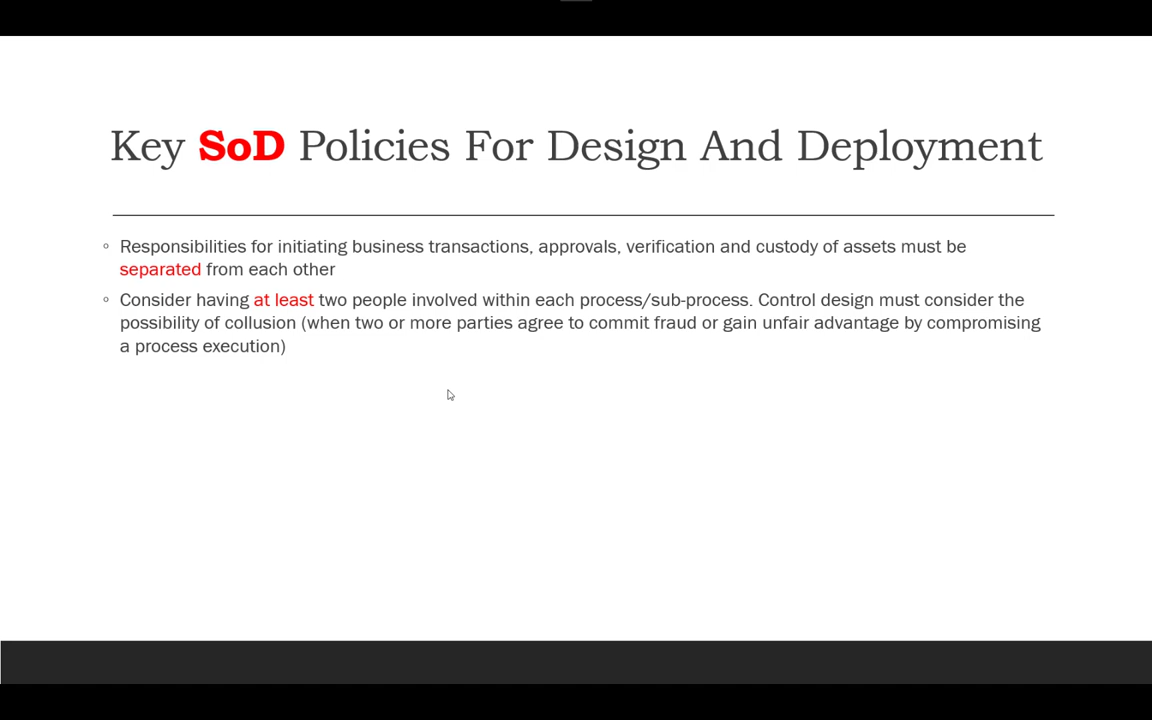 Key SoD Policies For Design And Deployment
Responsibilities for initiating business transactions, approvals, verification and custody of assets must be
separated from each other
Consider having at least two people involved within each process/sub-process. Control design must consider the
possibility of collusion (when two or more parties agree to commit fraud or gain unfair advantage by compromising
a process execution)